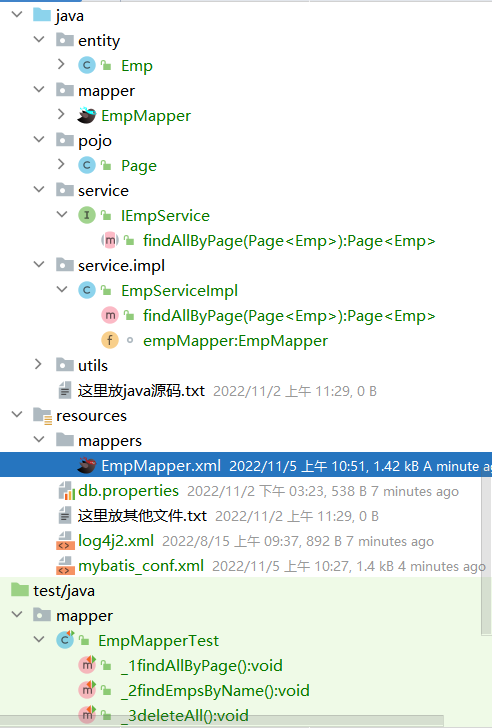 java
entity
C Emp
mapper
EmpMapper
pojo
C Page
service
I IEmpService
m findAllByPage(Page<Emp>):Page<Emp>
service.impl
C EmpServiceImpl
m findAllByPage(Page<Emp>):Page<Emp>
f empMapper:EmpMapper
utils
这里放java源码.txt 2022/11/2 上午 11:29, 0 B
resources
mappers
EmpMapper.xml 2022/11/5 上午 10:51, 1.42 kB A minute ag
db.properties 2022/11/2 下午 03:23, 538 B 7 minutes ago
这里放其他文件.txt 2022/11/2 上午 11:29, 0 B
log4j2.xml 2022/8/15 上午 09:37, 892 B 7 minutes ago
mybatis_conf.xml 2022/11/5 上午 10:27, 1.4 kB 4 minutes ago
test/java
mapper
C EmpMapperTest
m _1findAllByPage():void
m _2findEmpsByName():void
m _3deleteAll():void